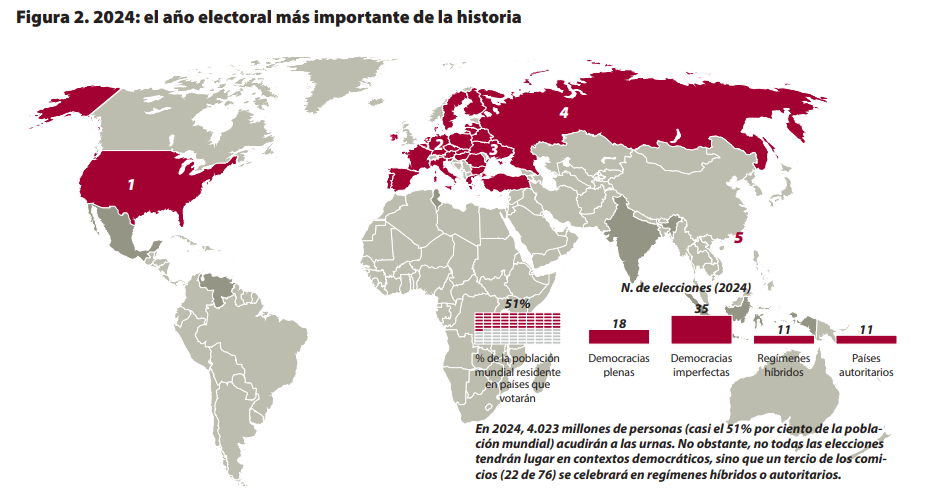 Figura 2. 2024: el año electoral más importante de la historia
1
2
3
4
5
N. de elecciones (2024)
51%
18
35
11
11
% de la población
mundial residente
en países que
votarán
Democracias
plenas
Democracias
imperfectas
Regímenes
híbridos
Países
autoritarios
En 2024, 4.023 millones de personas (casi el 51% por ciento de la pobla-
ción mundial) acudirán a las urnas. No obstante, no todas las elecciones
tendrán lugar en contextos democráticos, sino que un tercio de los comi-
cios (22 de 76) se celebrará en regímenes híbridos o autoritarios.